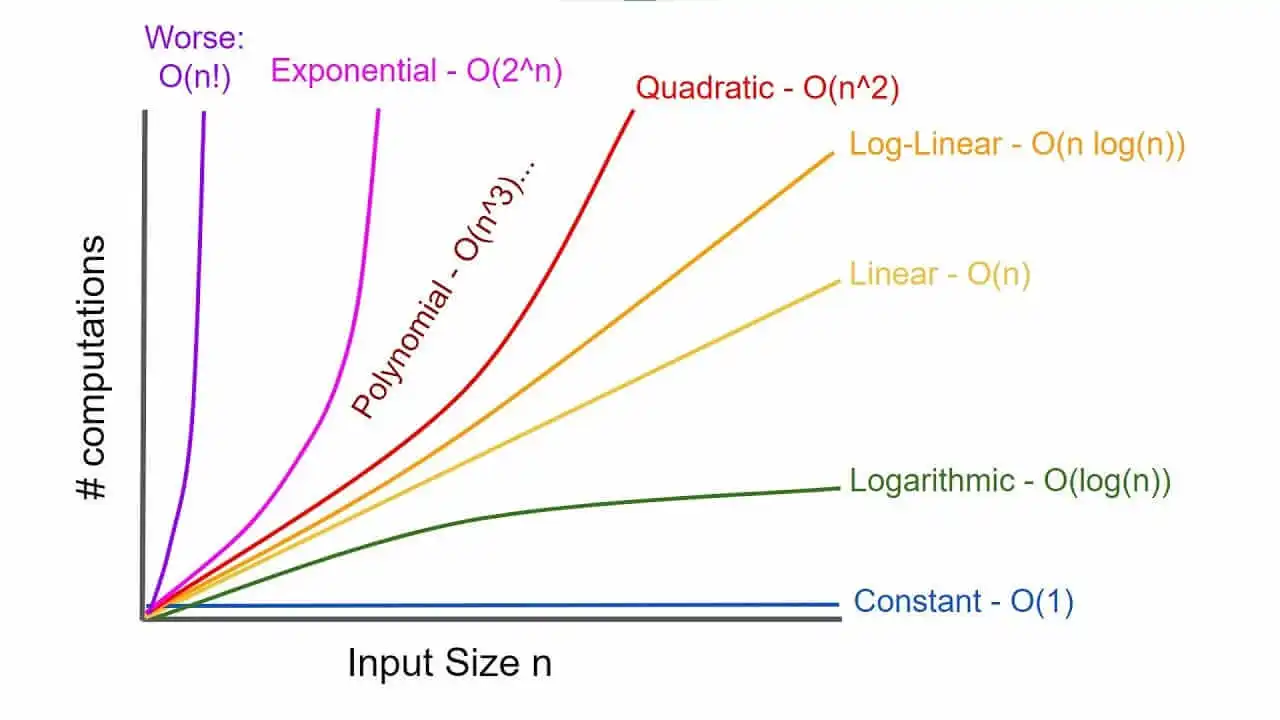 Worse:
O(n!)
Exponential - O(2^n)
Quadratic - O(n^2)
Log-Linear - O(n log(n))
Polynomial - O(n^3)...
Linear - O(n)
# computations
Logarithmic - O(log(n))
Constant - O(1)
Input Size n